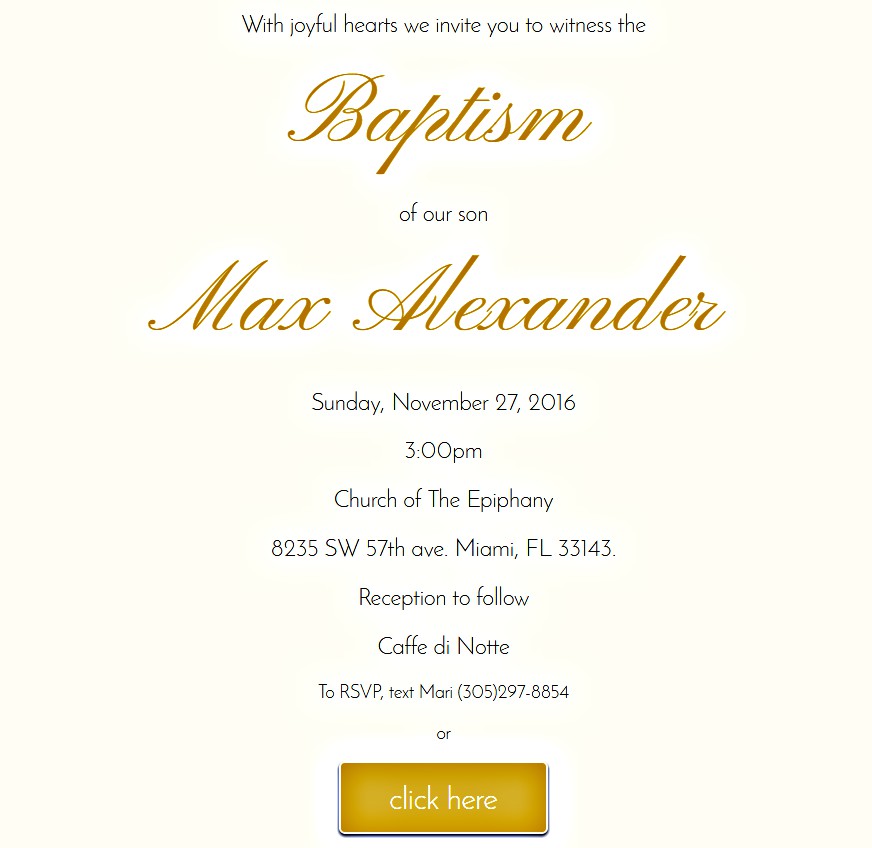 With joyful hearts we invite you to witness the
Baptism
of our son
Max Alexander
Sunday, November 27, 2016
3:00pm
Church of The Epiphany
8235 SW 57th ave. Miami, FL 33143.
Reception to follow
Caffe di Notte
To RSVP, text Mari (305)297-8854
or
click here